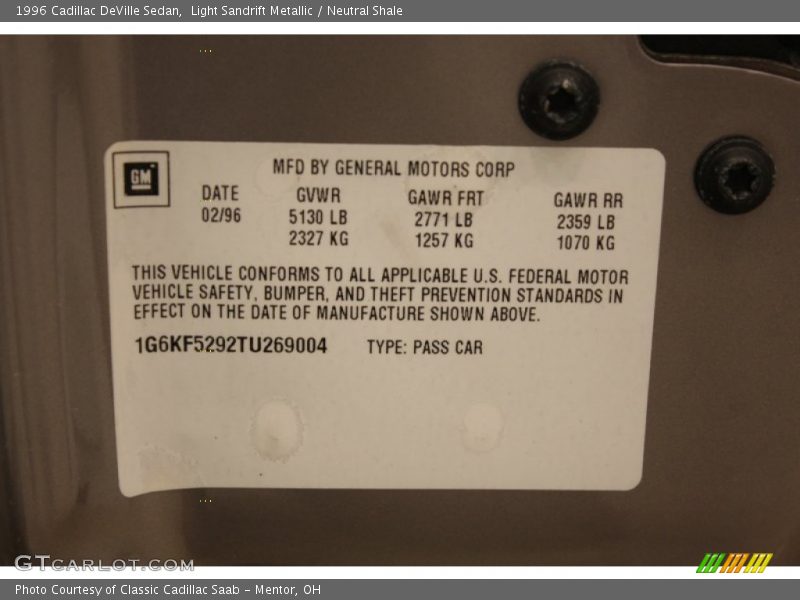 1996 Cadillac DeVille Sedan, Light Sandrift Metallic / Neutral Shale
GM
MFD BY GENERAL MOTORS CORP
DATE GVWR GAWR FRT GAWR RR
02/96 5130 LB 2771 LB 2359 LB
2327 KG 1257 KG 1070 KG
THIS VEHICLE CONFORMS TO ALL APPLICABLE U.S. FEDERAL MOTOR
VEHICLE SAFETY, BUMPER, AND THEFT PREVENTION STANDARDS IN
EFFECT ON THE DATE OF MANUFACTURE SHOWN ABOVE.
1G6KF5292TU269004 TYPE: PASS CAR
GTCARLOT.COM
Photo Courtesy of Classic Cadillac Saab - Mentor, OH